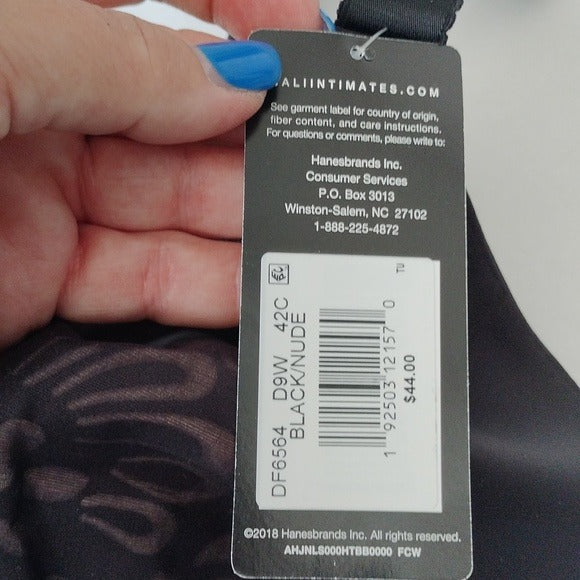 ALIINTIMATES.COM
See garment label for country of origin,
fiber content, and care instructions.
For questions or comments, please write to:
Hanesbrands Inc.
Consumer Services
P.O. Box 3013
Winston-Salem, NC 27102
1-888-225-4872
TU
DF6564 D9W 42C
BLACK/NUDE
1 92503 12157 0
$44.00
©2018 Hanesbrands Inc. All rights reserved.
AHJNLS000HTBB0000 FCW